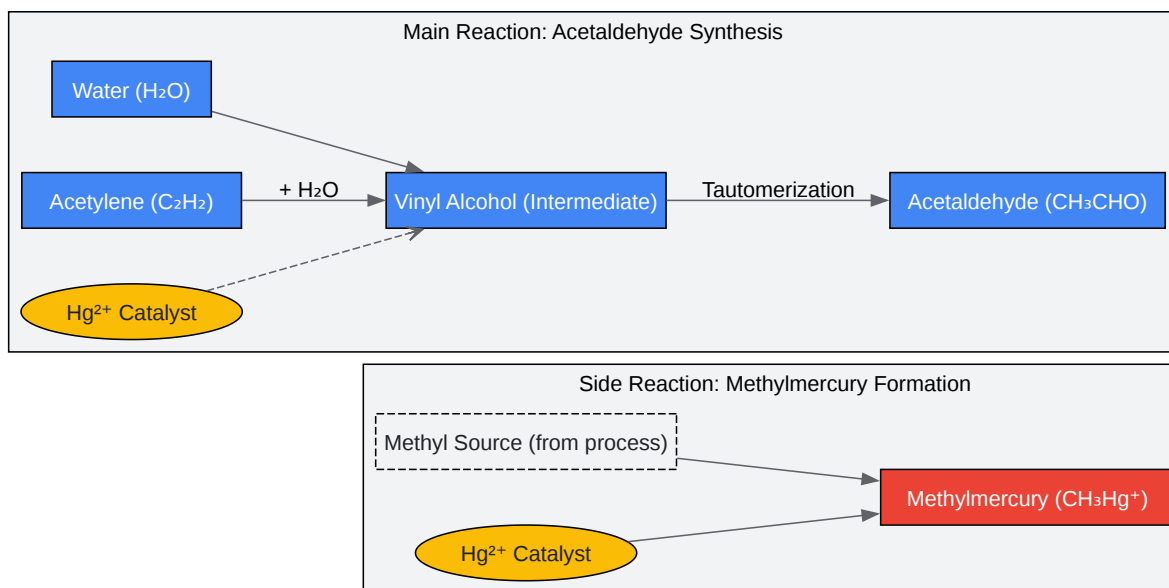 Main Reaction: Acetaldehyde Synthesis
Water (H₂O)
Acetylene (C₂H₂)
+ H₂O
Vinyl Alcohol (Intermediate)
Tautomerization
Acetaldehyde (CH₃CHO)
Hg²⁺ Catalyst
Side Reaction: Methylmercury Formation
Methyl Source (from process)
Methylmercury (CH₃Hg⁺)
Hg²⁺ Catalyst